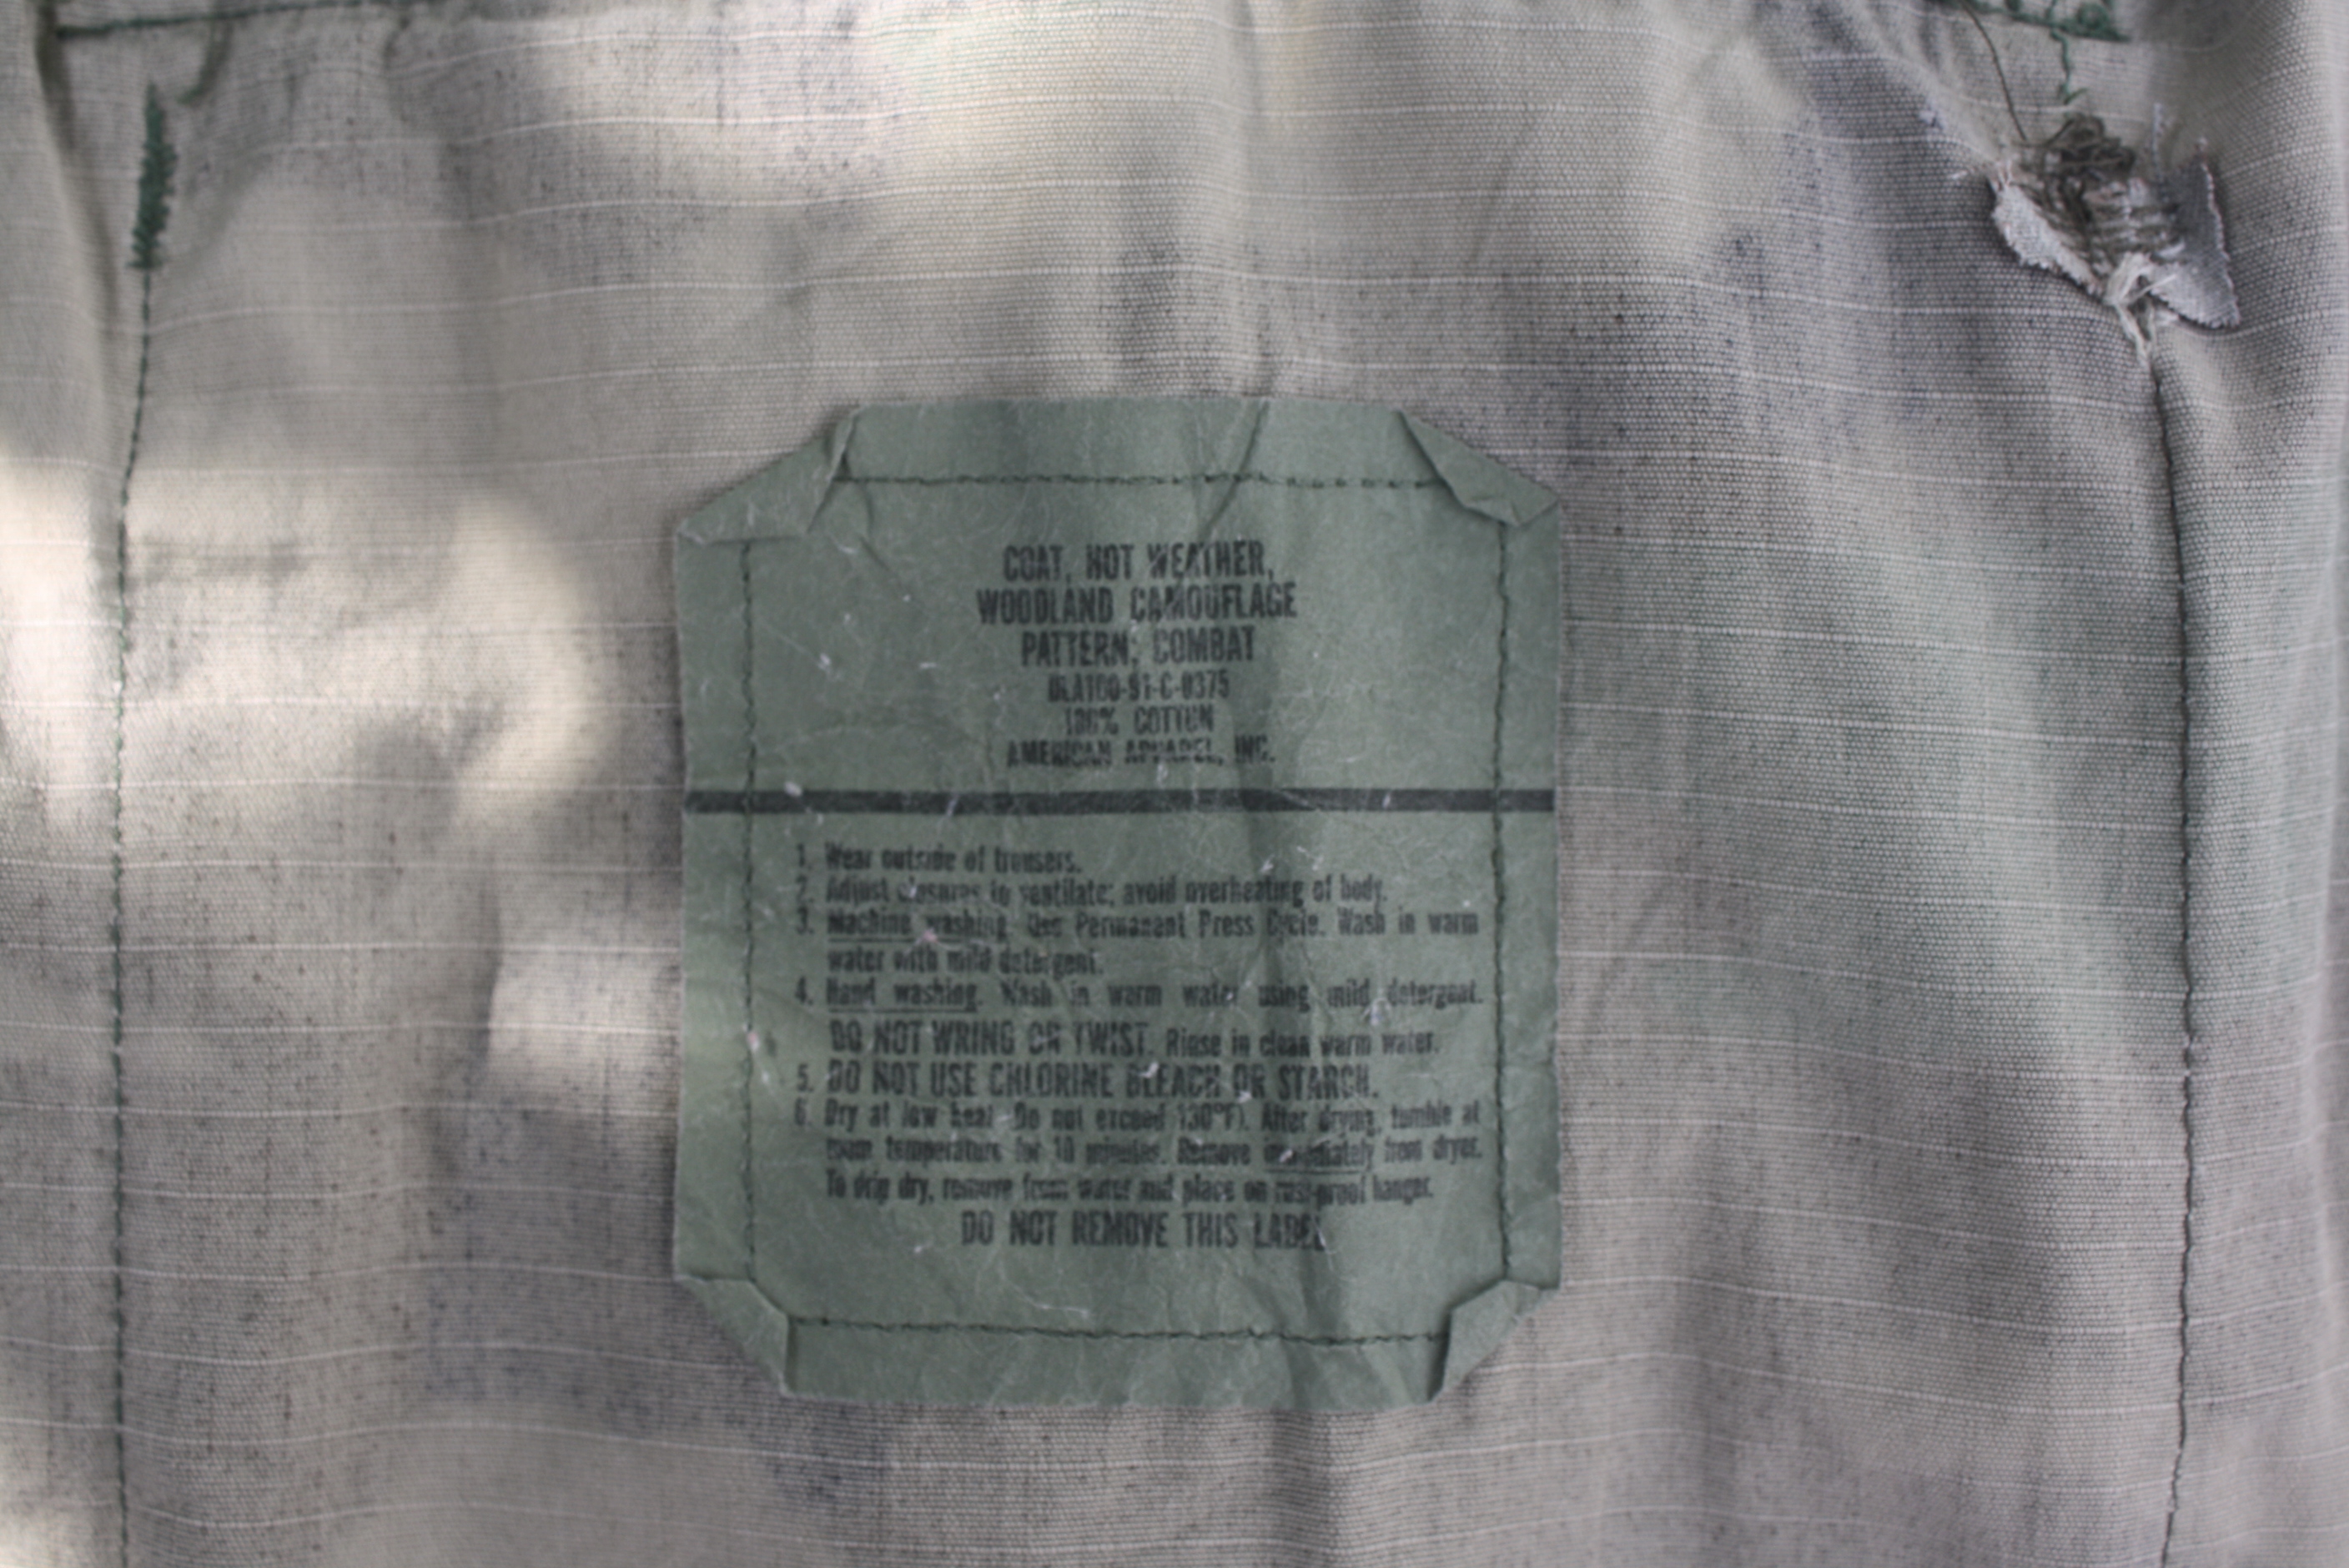 COAT, HOT WEATHER,
WOODLAND CAMOUFLAGE
PATTERN: COMBAT
DLA100-91-C-0375
100% COTTON
AMERICAN APPAREL, INC.
1. Wear outside of trousers.
2. Adjust closures to ventilate; avoid overheating of body.
3. Machine washing. Use Permanent Press Cycle. Wash in warm
water with mild detergent.
4. Hand washing. Wash in warm water using mild detergent.
DO NOT WRING OR TWIST. Rinse in clean warm water.
5. DO NOT USE CHLORINE BLEACH OR STARCH.
6. Dry at low heat (Do not exceed 130°F). After drying, tumble at
room temperature for 10 minutes. Remove immediately from dryer.
To drip dry, remove from water and place on rust-proof hanger.
DO NOT REMOVE THIS LABEL